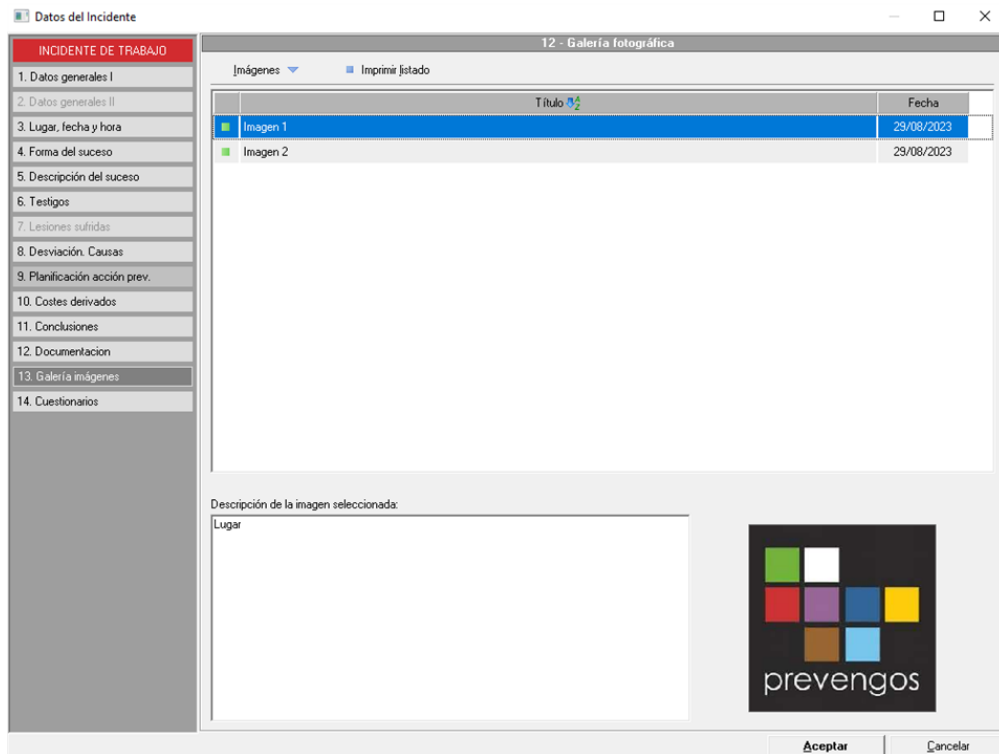 Datos del Incidente
INCIDENTE DE TRABAJO
1. Datos generales I
2. Datos generales II
3. Lugar, fecha y hora
4. Forma del suceso
5. Descripción del suceso
6. Testigos
7. Lesiones sufridas
8. Desviación. Causas
9. Planificación acción prev.
10. Costes derivados
11. Conclusiones
12. Documentacion
13. Galería imágenes
14. Cuestionarios
12 - Galería fotográfica
Imágenes
Imprimir listado
Título Fecha
Imagen 1 29/08/2023
Imagen 2 29/08/2023
Descripción de la imagen seleccionada:
Lugar
prevengos
Aceptar Cancelar